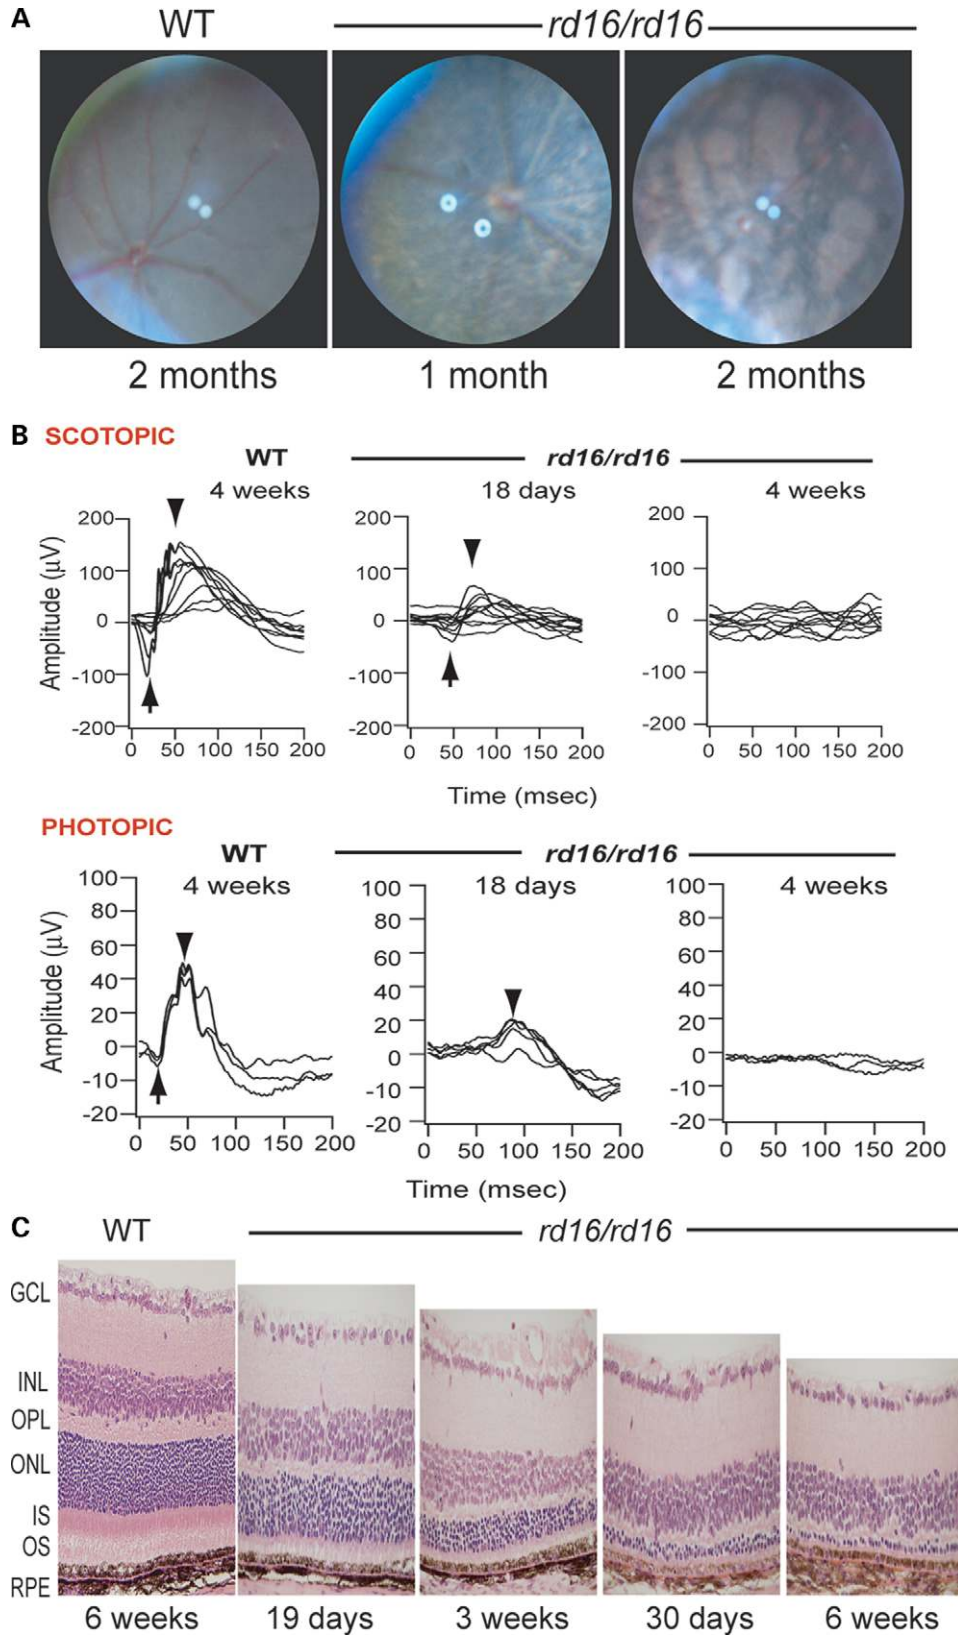 A
WT
rd16/rd16
2 months
1 month
2 months
B SCOTOPIC
WT
rd16/rd16
4 weeks
18 days
4 weeks
Amplitude (µV)
200
100
0
-100
-200
0 50 100 150 200
200
100
0
-100
-200
0 50 100 150 200
200
100
0
-100
-200
0 50 100 150 200
Time (msec)
PHOTOPIC
WT
rd16/rd16
4 weeks
18 days
4 weeks
Amplitude (µV)
100
80
60
40
20
0
-10
-20
0 50 100 150 200
100
80
60
40
20
0
-10
-20
0 50 100 150 200
100
80
60
40
20
0
-10
-20
0 50 100 150 200
Time (msec)
C
WT
rd16/rd16
GCL
INL
OPL
ONL
IS
OS
RPE
6 weeks
19 days
3 weeks
30 days
6 weeks